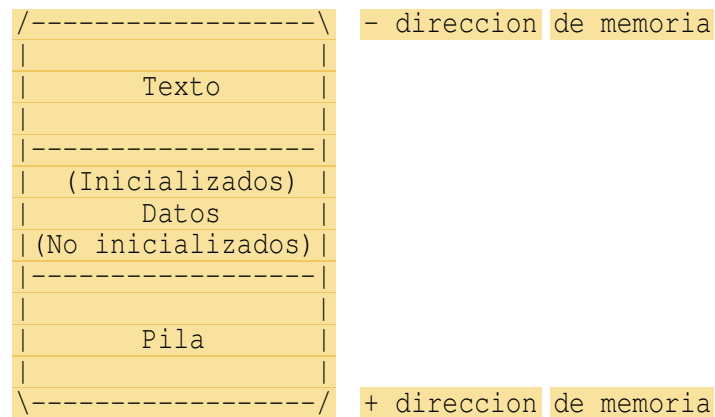 /------------------\ - direccion de memoria
|                  |
|      Texto       |
|                  |
|------------------|
|  (Inicializados) |
|      Datos       |
|(No inicializados)|
|------------------|
|                  |
|      Pila        |
|                  |
\------------------/ + direccion de memoria